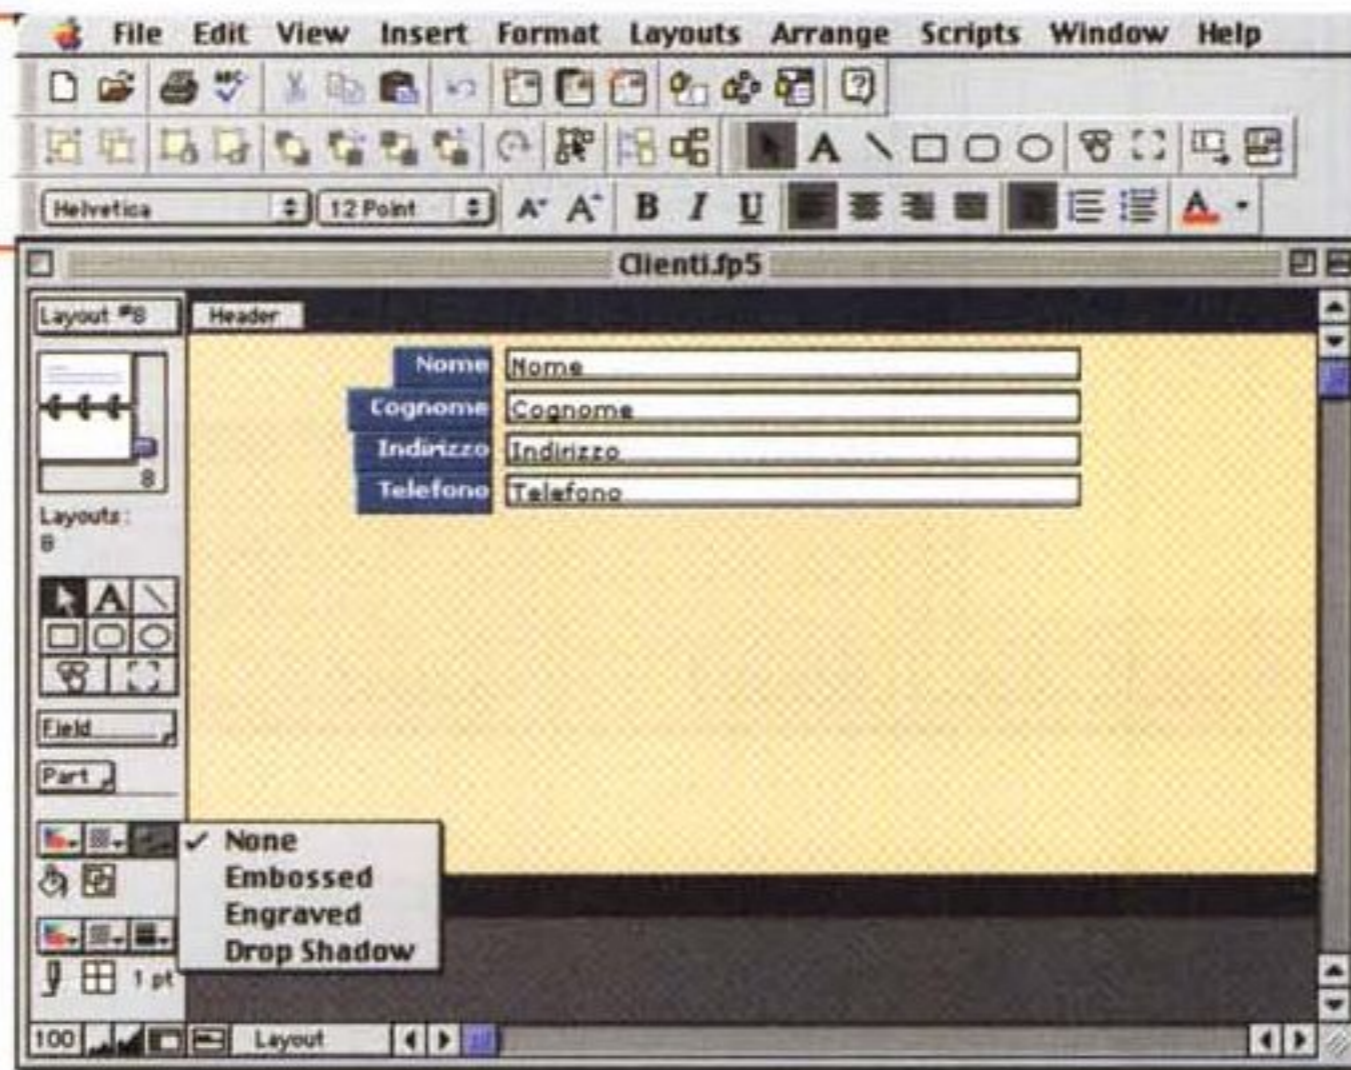 File Edit View Insert Format Layouts Arrange Scripts Window Help
ABC
Helvetica 12 Point A A B I U A
Clienti.fp5
Layout #8 Header
Nome Nome
Cognome Cognome
Indirizzo Indirizzo
Telefono Telefono
8
Layouts:
8
A
Field
Part
None
Embossed
Engraved
Drop Shadow
1 pt
100 Layout